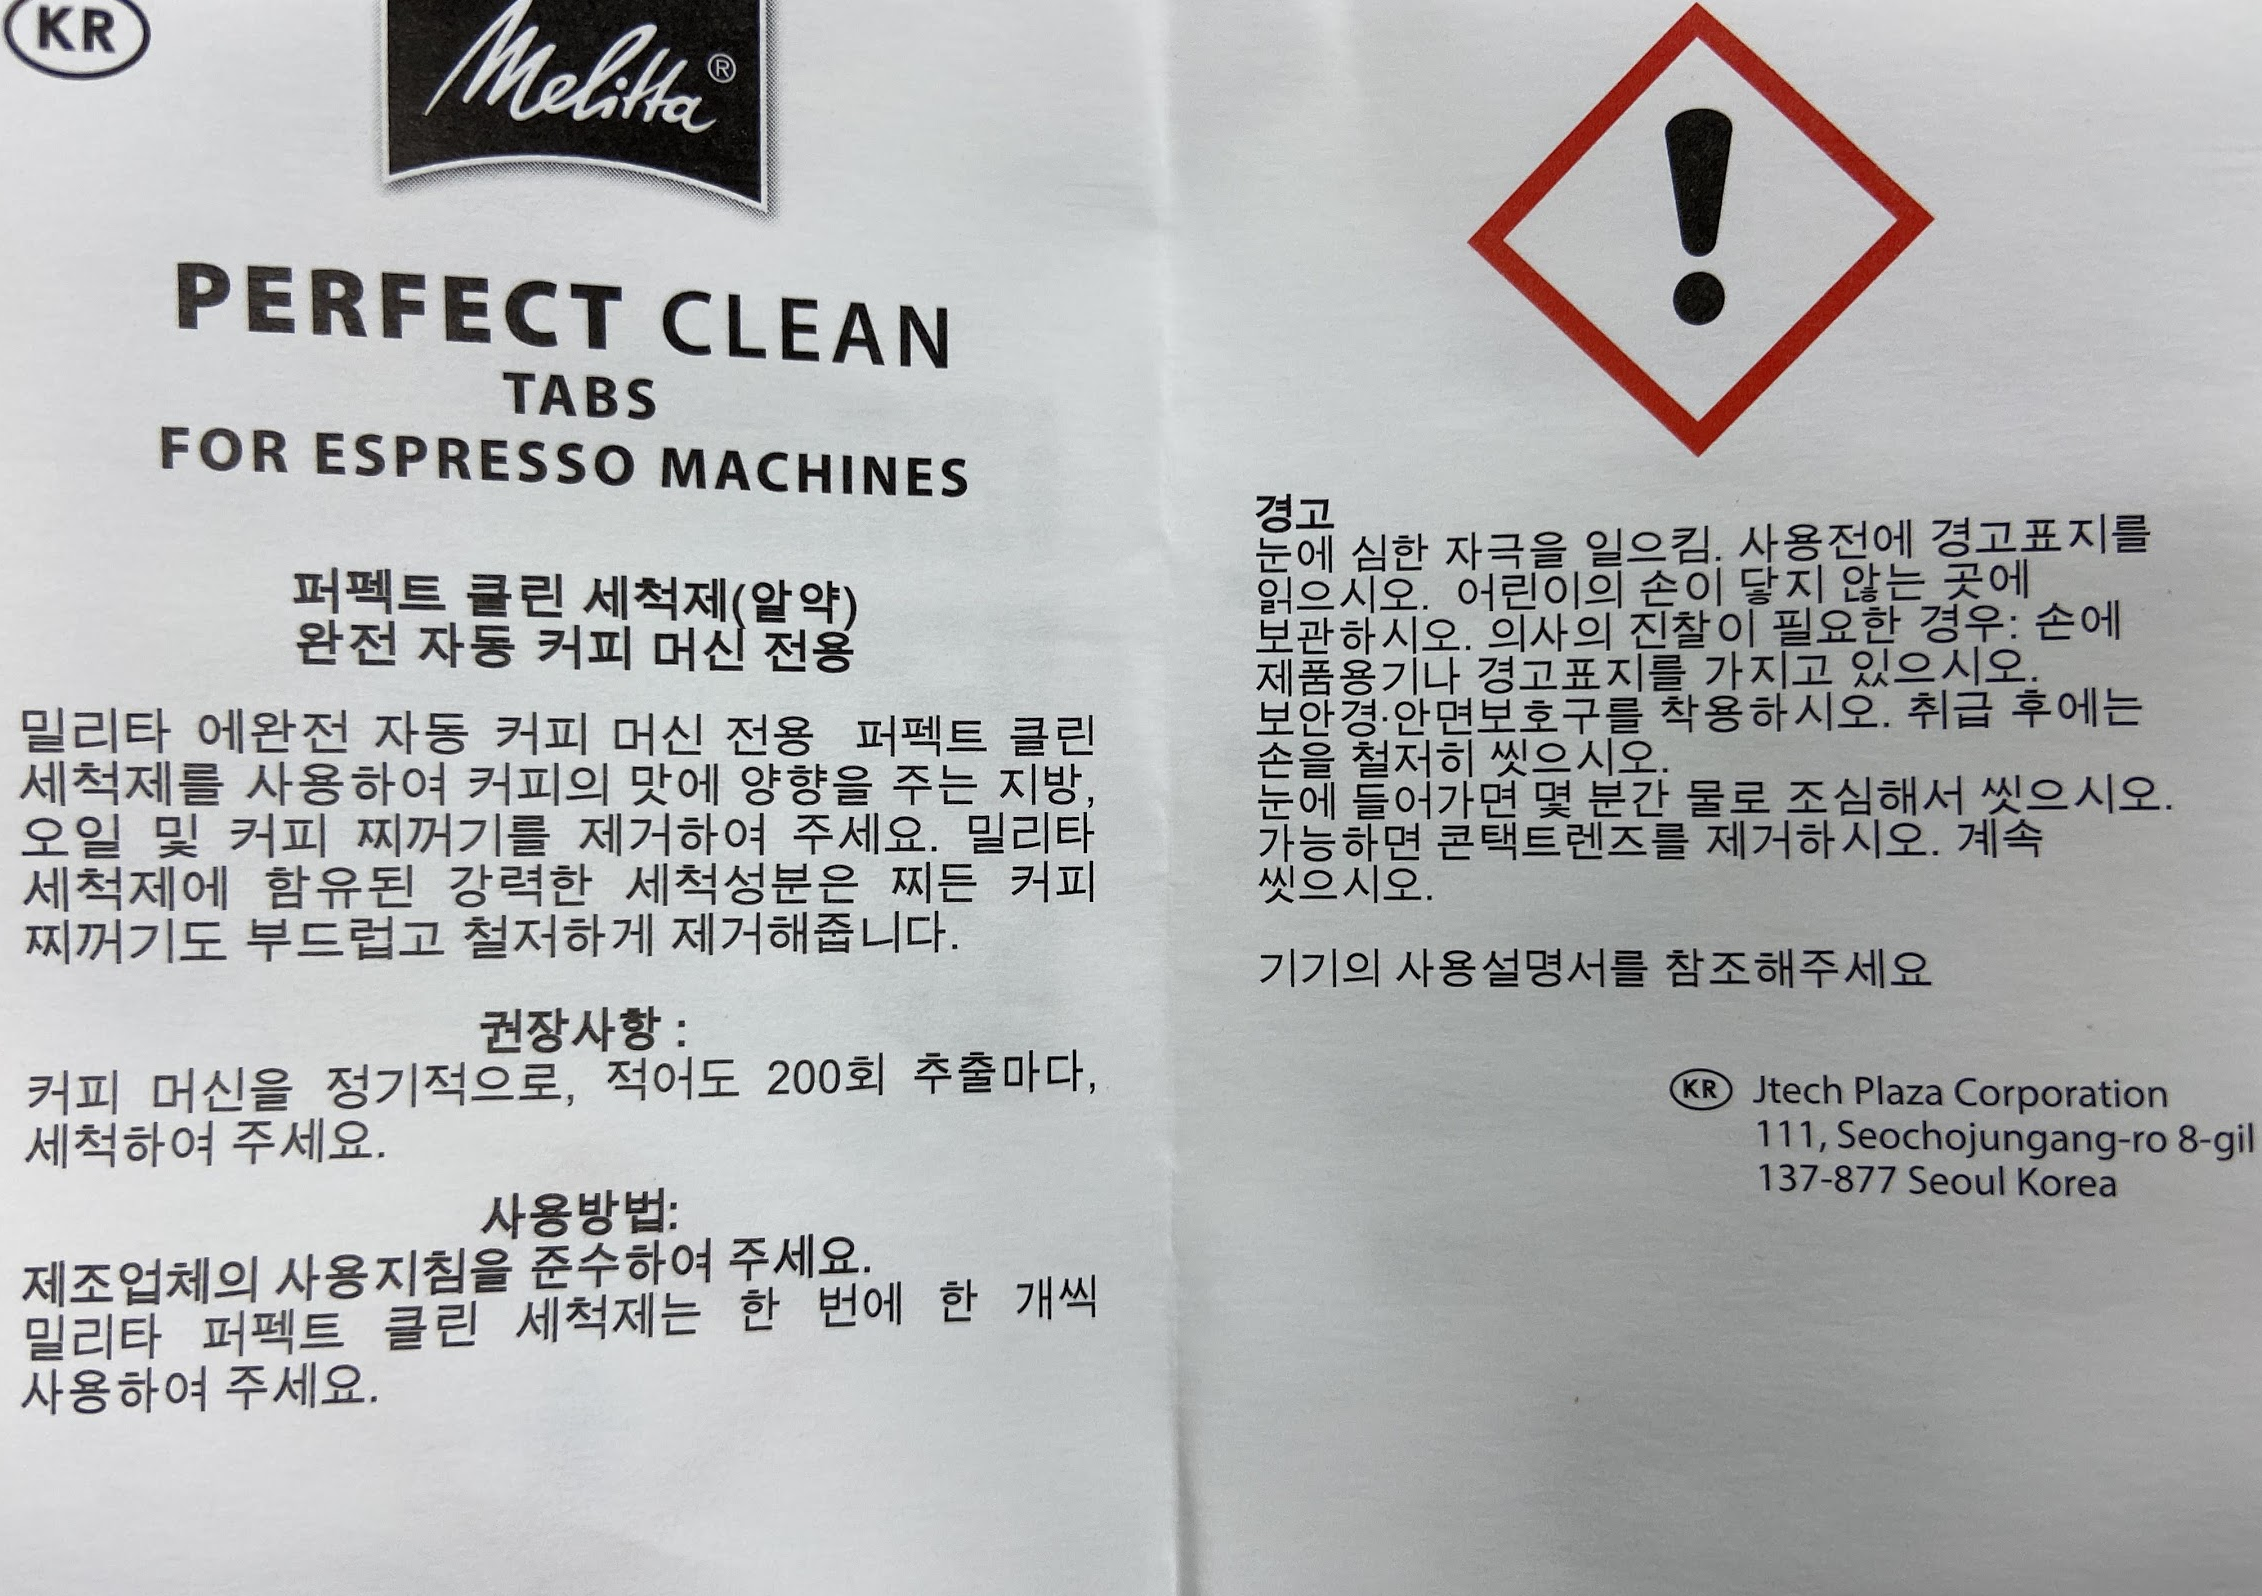 KR
Melitta®
PERFECT CLEAN
TABS
FOR ESPRESSO MACHINES
퍼펙트 클린 세척제(알약)
완전 자동 커피 머신 전용
밀리타 에완전 자동 커피 머신 전용 퍼펙트 클린
세척제를 사용하여 커피의 맛에 양향을 주는 지방,
오일 및 커피 찌꺼기를 제거하여 주세요. 밀리타
세척제에 함유된 강력한 세척성분은 찌든 커피
찌꺼기도 부드럽고 철저하게 제거해줍니다.
권장사항 :
커피 머신을 정기적으로, 적어도 200회 추출마다,
세척하여 주세요.
사용방법:
제조업체의 사용지침을 준수하여 주세요.
밀리타 퍼펙트 클린 세척제는 한 번에 한 개씩
사용하여 주세요.
경고
눈에 심한 자극을 일으킴. 사용전에 경고표지를
읽으시오. 어린이의 손이 닿지 않는 곳에
보관하시오. 의사의 진찰이 필요한 경우: 손에
제품용기나 경고표지를 가지고 있으시오.
보안경·안면보호구를 착용하시오. 취급 후에는
손을 철저히 씻으시오.
눈에 들어가면 몇 분간 물로 조심해서 씻으시오.
가능하면 콘택트렌즈를 제거하시오. 계속
씻으시오.
기기의 사용설명서를 참조해주세요
KR Jtech Plaza Corporation
111, Seochojungang-ro 8-gil
137-877 Seoul Korea